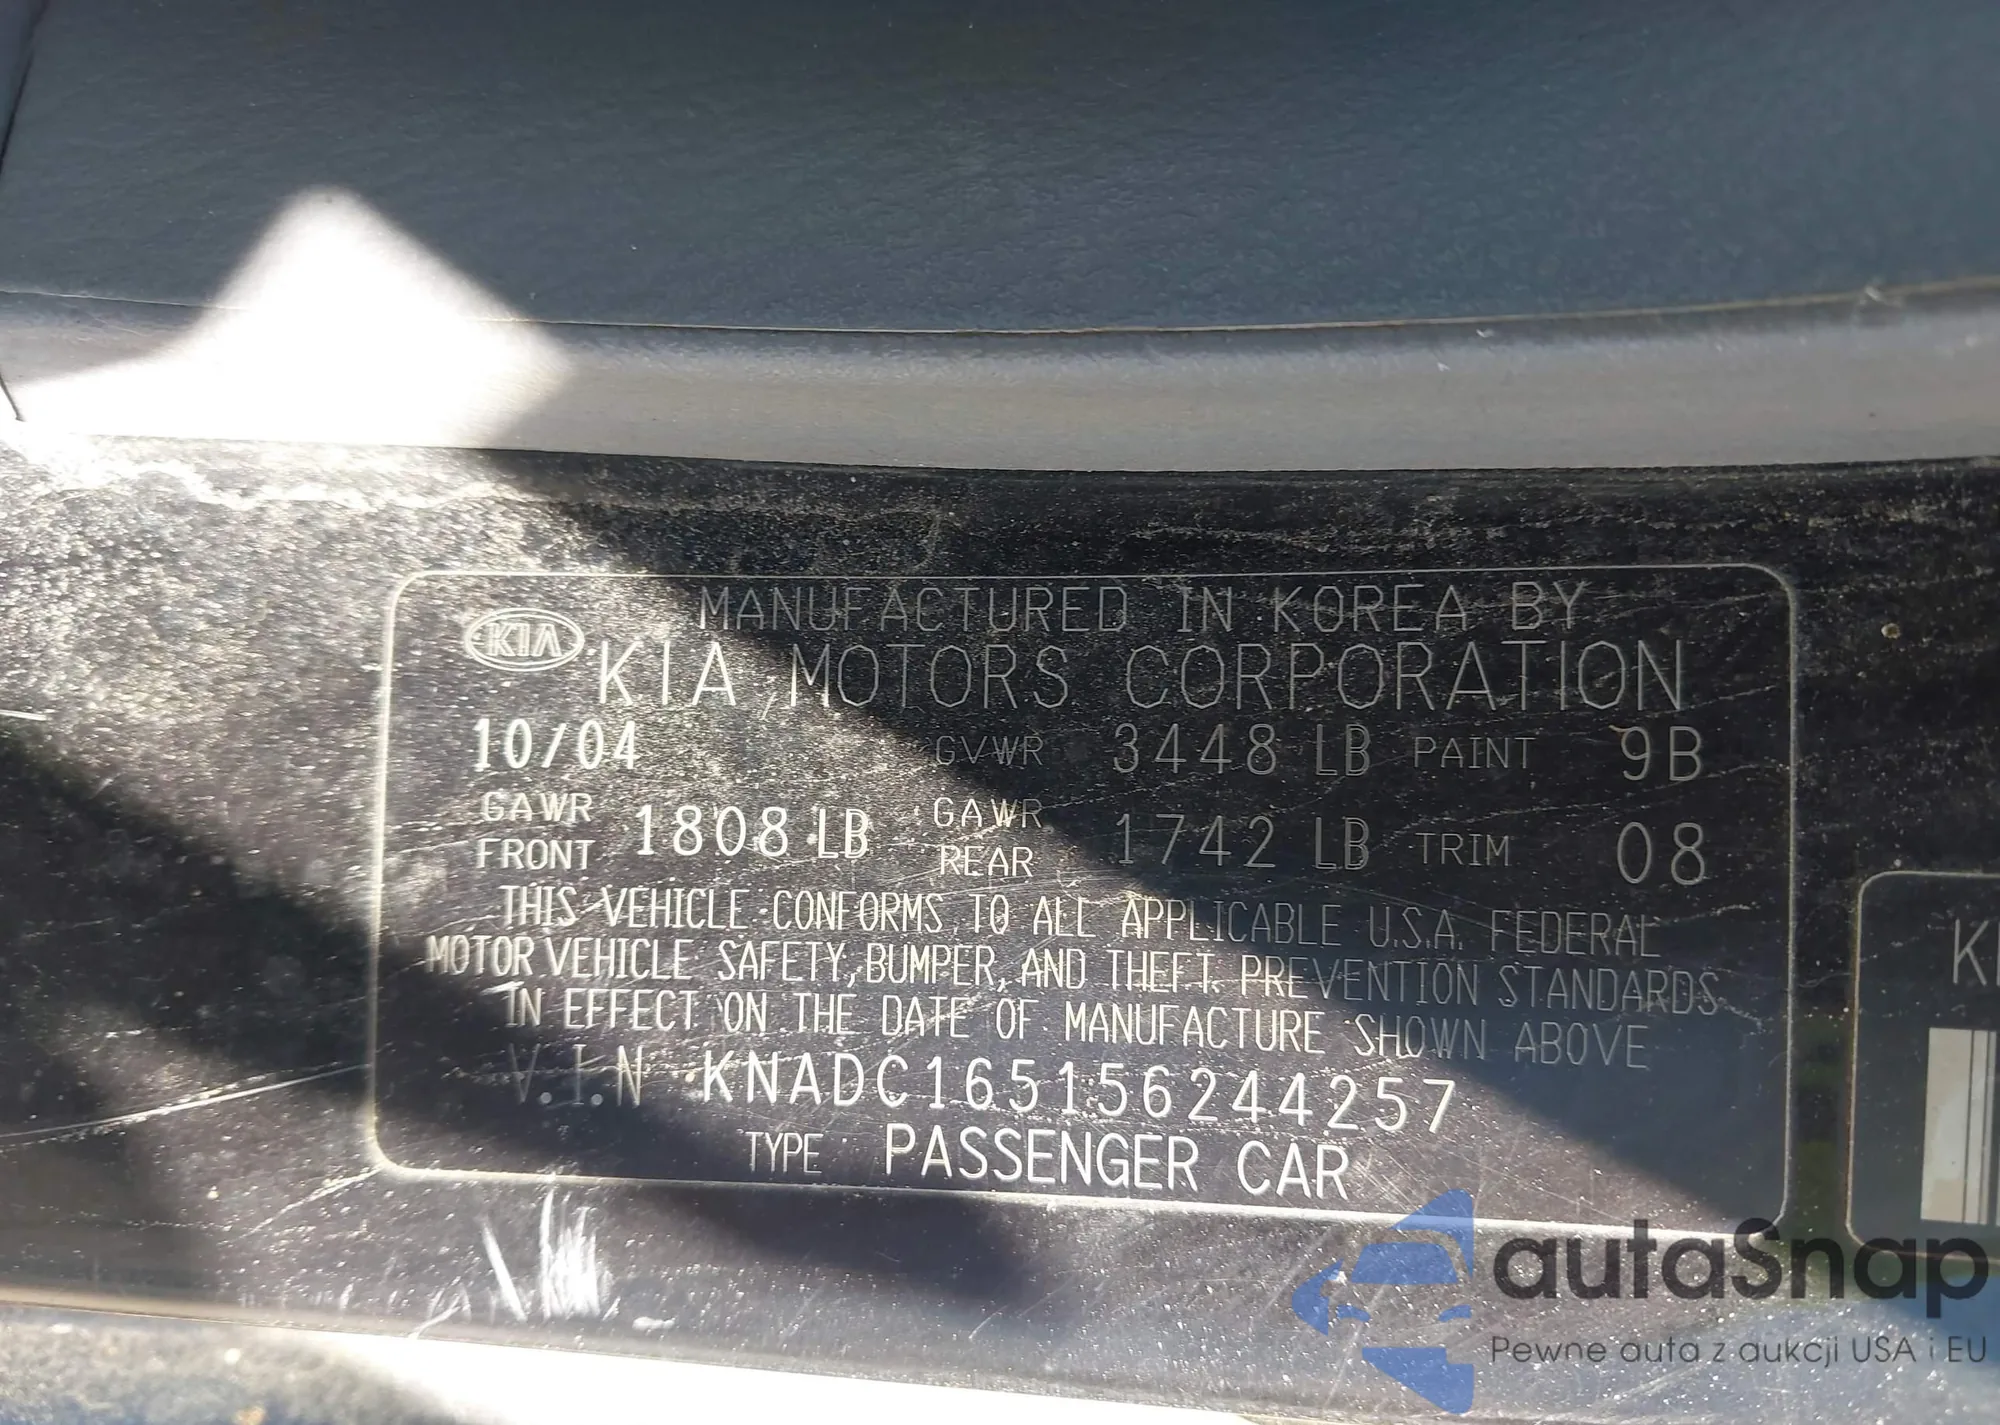 MANUFACTURED IN KOREA BY
KIA KIA MOTORS CORPORATION
10/04 GVWR 3448 LB PAINT 9B
GAWR FRONT 1808 LB GAWR REAR 1742 LB TRIM 08
THIS VEHICLE CONFORMS TO ALL APPLICABLE U.S.A. FEDERAL
MOTOR VEHICLE SAFETY, BUMPER, AND THEFT PREVENTION STANDARDS
IN EFFECT ON THE DATE OF MANUFACTURE SHOWN ABOVE
V.I.N KNADC165156244257
TYPE PASSENGER CAR
autaSnap
Pewne auta z aukcji USA i EU